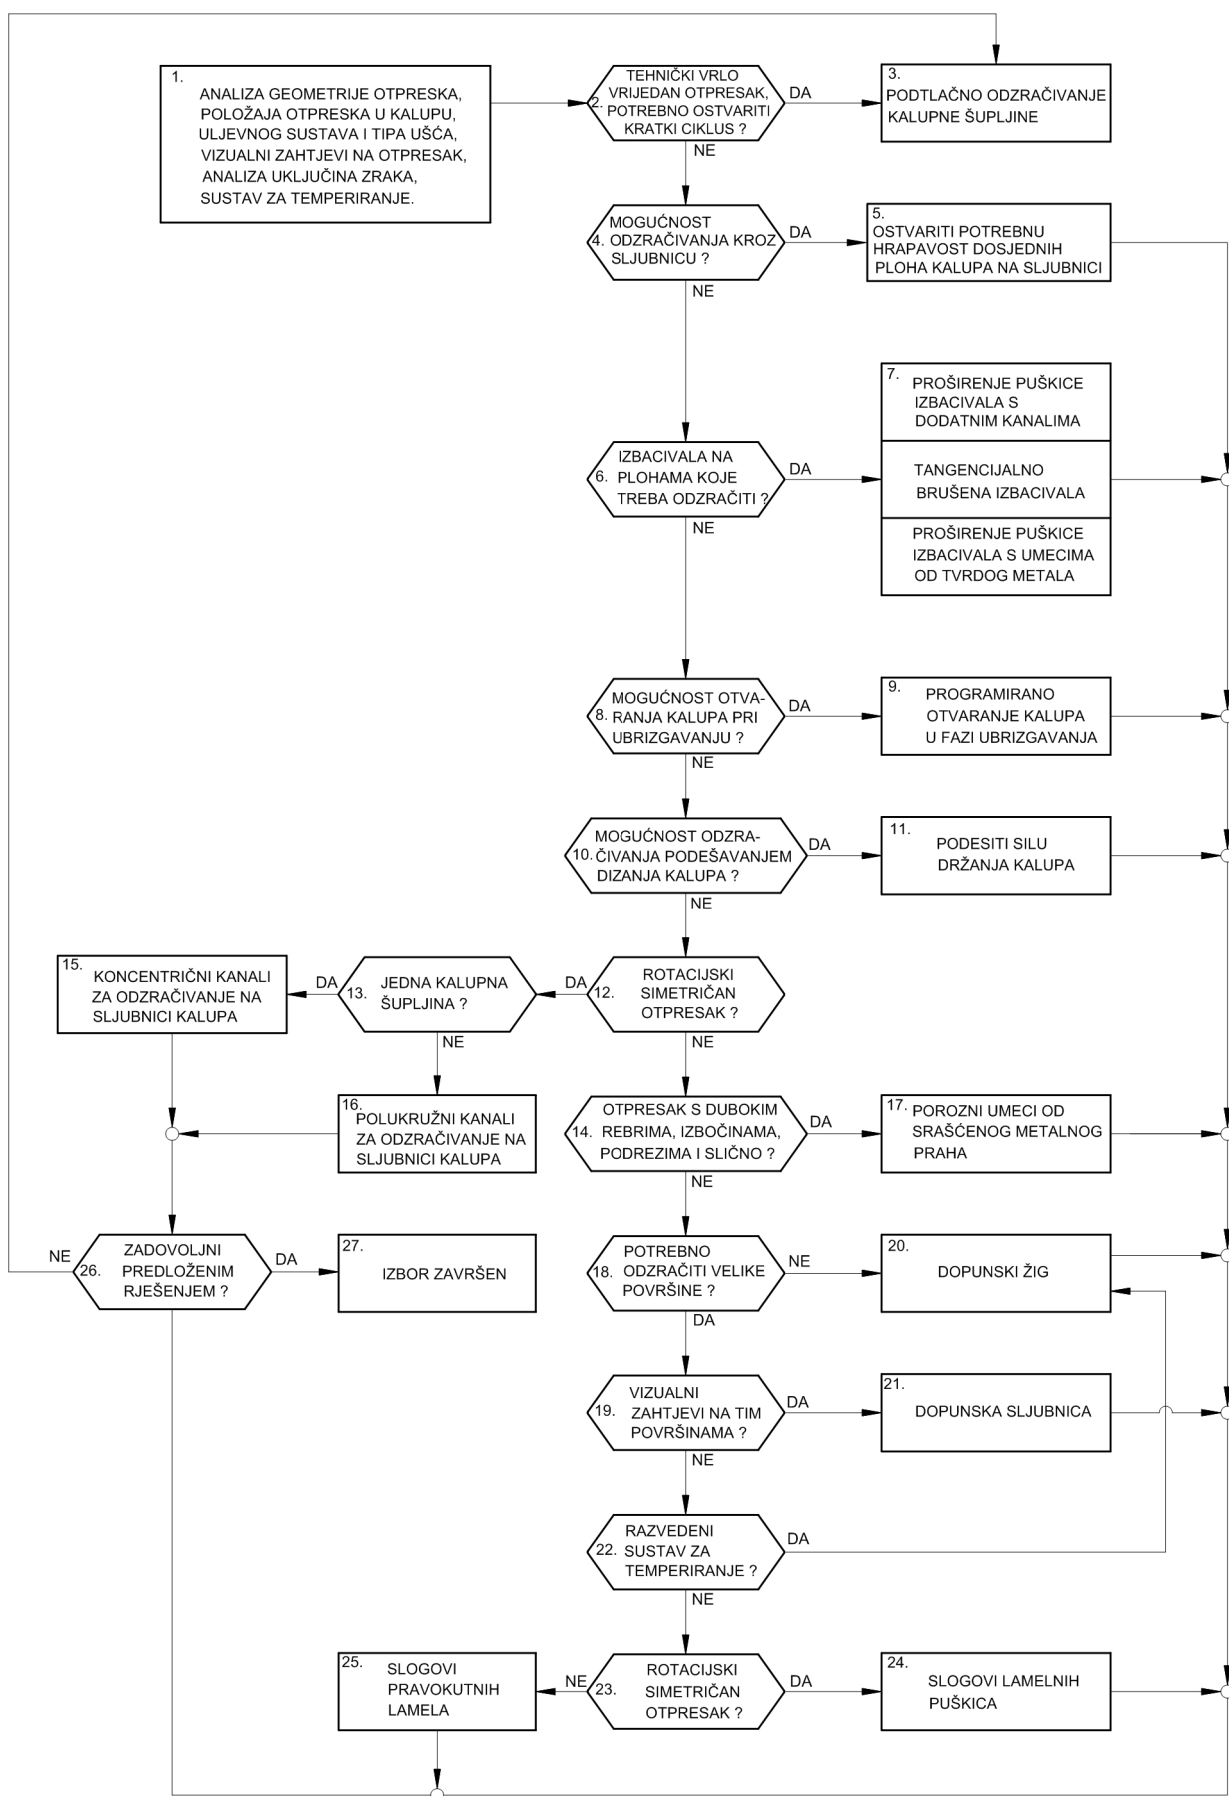 1.
ANALIZA GEOMETRIJE OTPRESKA,
POLOŽAJA OTPRESKA U KALUPU,
ULJEVNOG SUSTAVA I TIPA UŠĆA,
VIZUALNI ZAHTJEVI NA OTPRESAK,
ANALIZA UKLJUČINA ZRAKA,
SUSTAV ZA TEMPERIRANJE.
TEHNIČKI VRLO
VRIJEDAN OTPRESAK,
2. POTREBNO OSTVARITI
KRATKI CIKLUS ?
DA
NE
3.
PODTLAČNO ODZRAČIVANJE
KALUPNE ŠUPLJINE
MOGUĆNOST
4. ODZRAČIVANJA KROZ
SLJUBNICU ?
DA
NE
5.
OSTVARITI POTREBNU
HRAPAVOST DOSJEDNIH
PLOHA KALUPA NA SLJUBNICI
IZBACIVALA NA
6. PLOHAMA KOJE
TREBA ODZRAČITI ?
DA
NE
7.
PROŠIRENJE PUŠKICE
IZBACIVALA S
DODATNIM KANALIMA
TANGENCIJALNO
BRUŠENA IZBACIVALA
PROŠIRENJE PUŠKICE
IZBACIVALA S UMECIMA
OD TVRDOG METALA
MOGUĆNOST OTVA-
8. RANJA KALUPA PRI
UBRIZGAVANJU ?
DA
NE
9.
PROGRAMIRANO
OTVARANJE KALUPA
U FAZI UBRIZGAVANJA
MOGUĆNOST ODZRA-
10. ČIVANJA PODEŠAVANJEM
DIZANJA KALUPA ?
DA
NE
11.
PODESITI SILU
DRŽANJA KALUPA
ROTACIJSKI
12. SIMETRIČAN
OTPRESAK ?
DA
NE
JEDNA KALUPNA
13. ŠUPLJINA ?
DA
NE
15.
KONCENTRIČNI KANALI
ZA ODZRAČIVANJE NA
SLJUBNICI KALUPA
16.
POLUKRUŽNI KANALI
ZA ODZRAČIVANJE NA
SLJUBNICI KALUPA
OTPRESAK S DUBOKIM
14. REBRIMA, IZBOČINAMA,
PODREZIMA I SLIČNO ?
DA
NE
17.
POROZNI UMECI OD
SRAŠĆENOG METALNOG
PRAHA
ZADOVOLJNI
26. PREDLOŽENIM
RJEŠENJEM ?
NE
DA
27.
IZBOR ZAVRŠEN
POTREBNO
18. ODZRAČITI VELIKE
POVRŠINE ?
NE
DA
20.
DOPUNSKI ŽIG
VIZUALNI
19. ZAHTJEVI NA TIM
POVRŠINAMA ?
DA
NE
21.
DOPUNSKA SLJUBNICA
RAZVEDENI
22. SUSTAV ZA
TEMPERIRANJE ?
DA
NE
ROTACIJSKI
23. SIMETRIČAN
OTPRESAK ?
NE
DA
25.
SLOGOVI
PRAVOKUTNIH
LAMELA
24.
SLOGOVI LAMELNIH
PUŠKICA